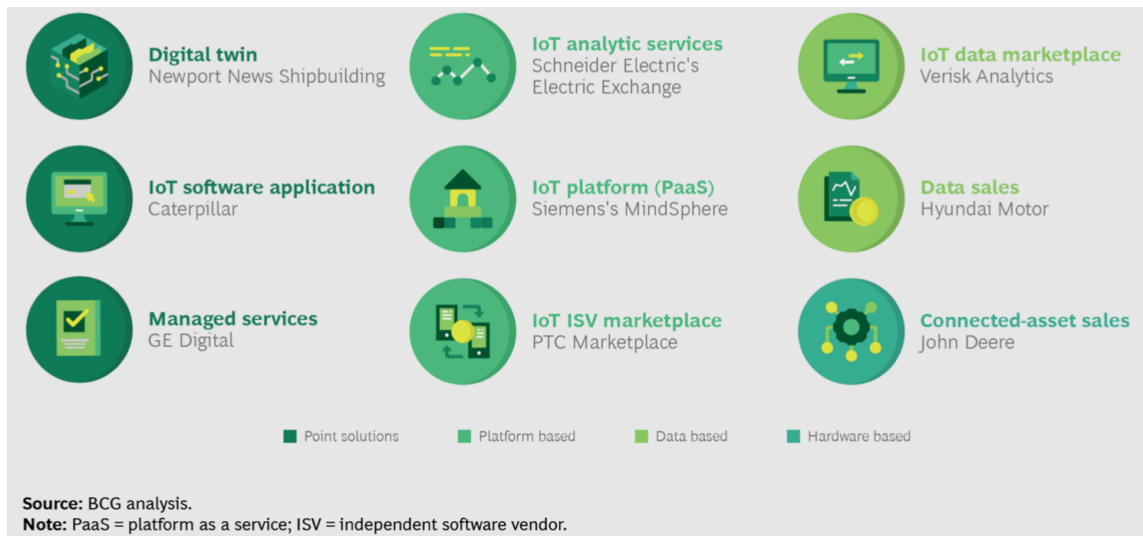 Digital twin
Newport News Shipbuilding
IoT analytic services
Schneider Electric's
Electric Exchange
IoT data marketplace
Verisk Analytics
IoT software application
Caterpillar
IoT platform (PaaS)
Siemens's MindSphere
Data sales
Hyundai Motor
Managed services
GE Digital
IoT ISV marketplace
PTC Marketplace
Connected-asset sales
John Deere
Point solutions
Platform based
Data based
Hardware based
Source: BCG analysis.
Note: PaaS = platform as a service; ISV = independent software vendor.